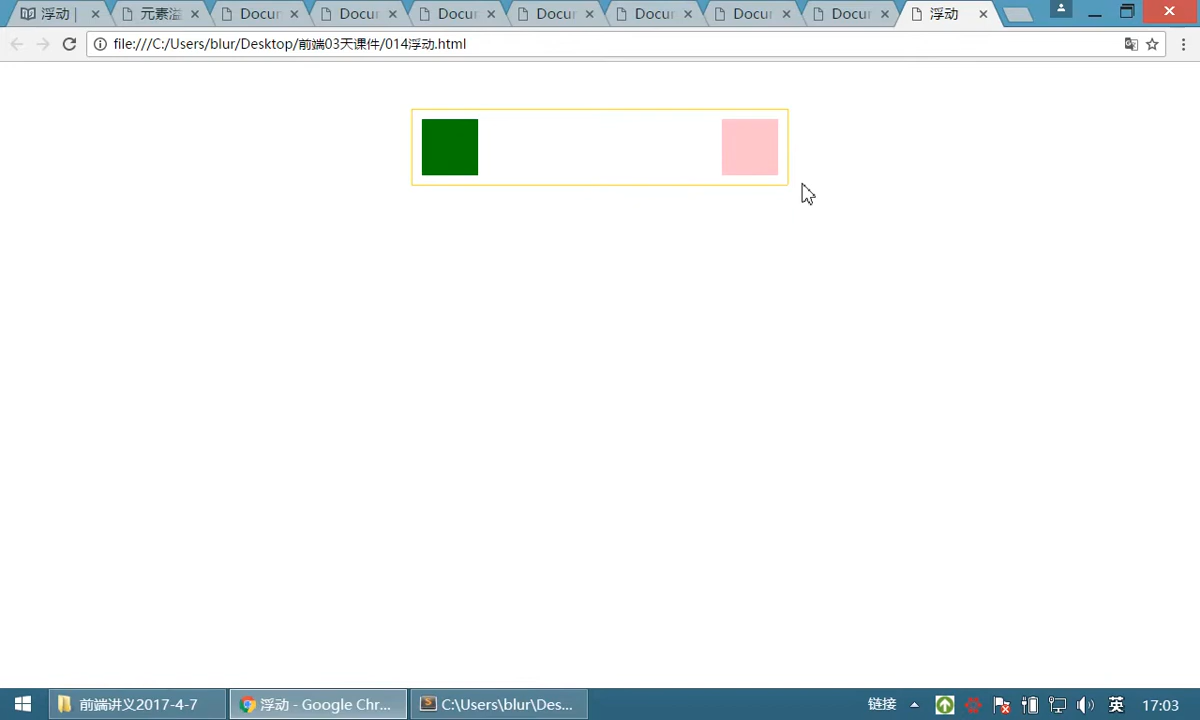 浮动 | 元素溢 Docur Docur Docur Docur Docur Docur Docur 浮动
file:///C:/Users/blur/Desktop/前端03天课件/014浮动.html
前端讲义2017-4-7 浮动 - Google Chr... C:\Users\blur\Des... 链接 英 17:03